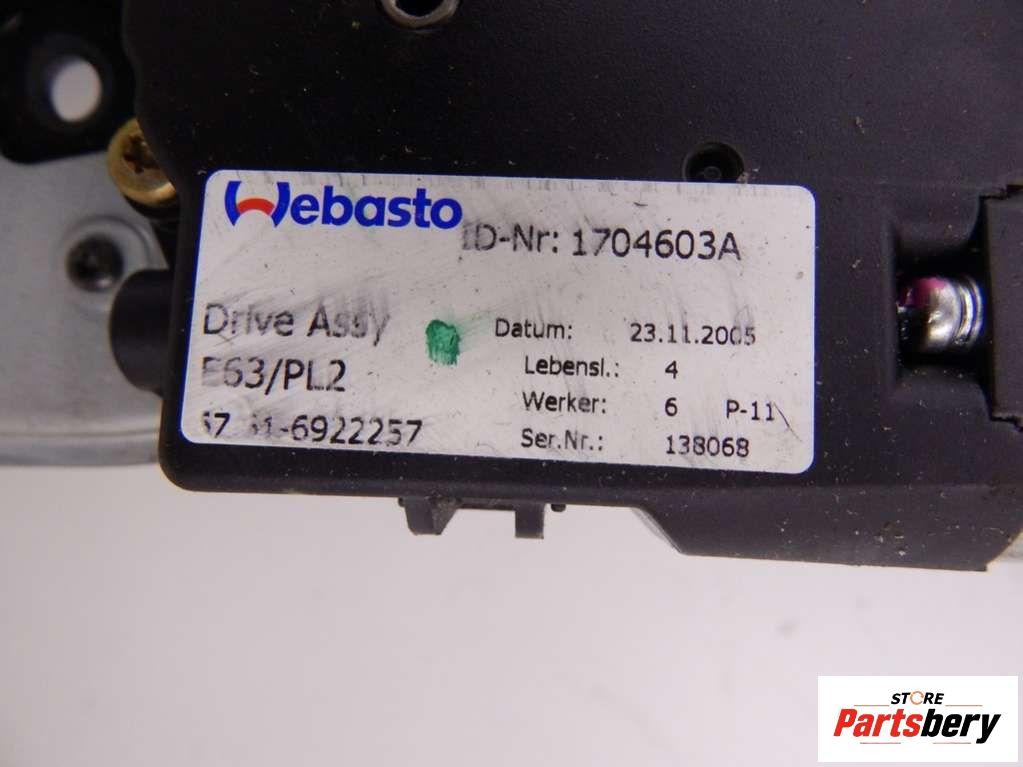 Webasto
ID-Nr: 1704603A
Drive Assy
E63/PL2
-6922257
Datum: 23.11.2005
Lebensl.: 4
Werker: 6 P-11
Ser.Nr.: 138068
STORE
Partsbery